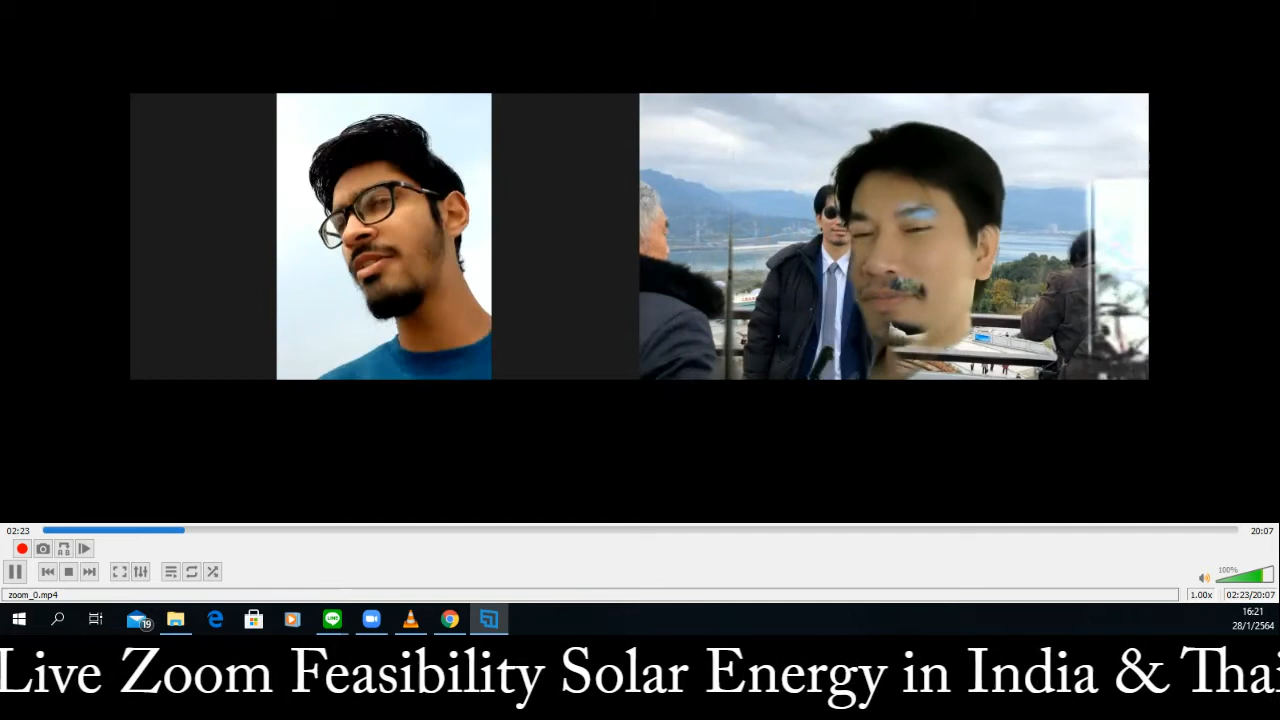 02:23
20:07
100%
zoom_0.mp4
1.00x
02:23/20:07
19
LINE
16:21
28/1/2564
Live Zoom Feasibility Solar Energy in India & Thai